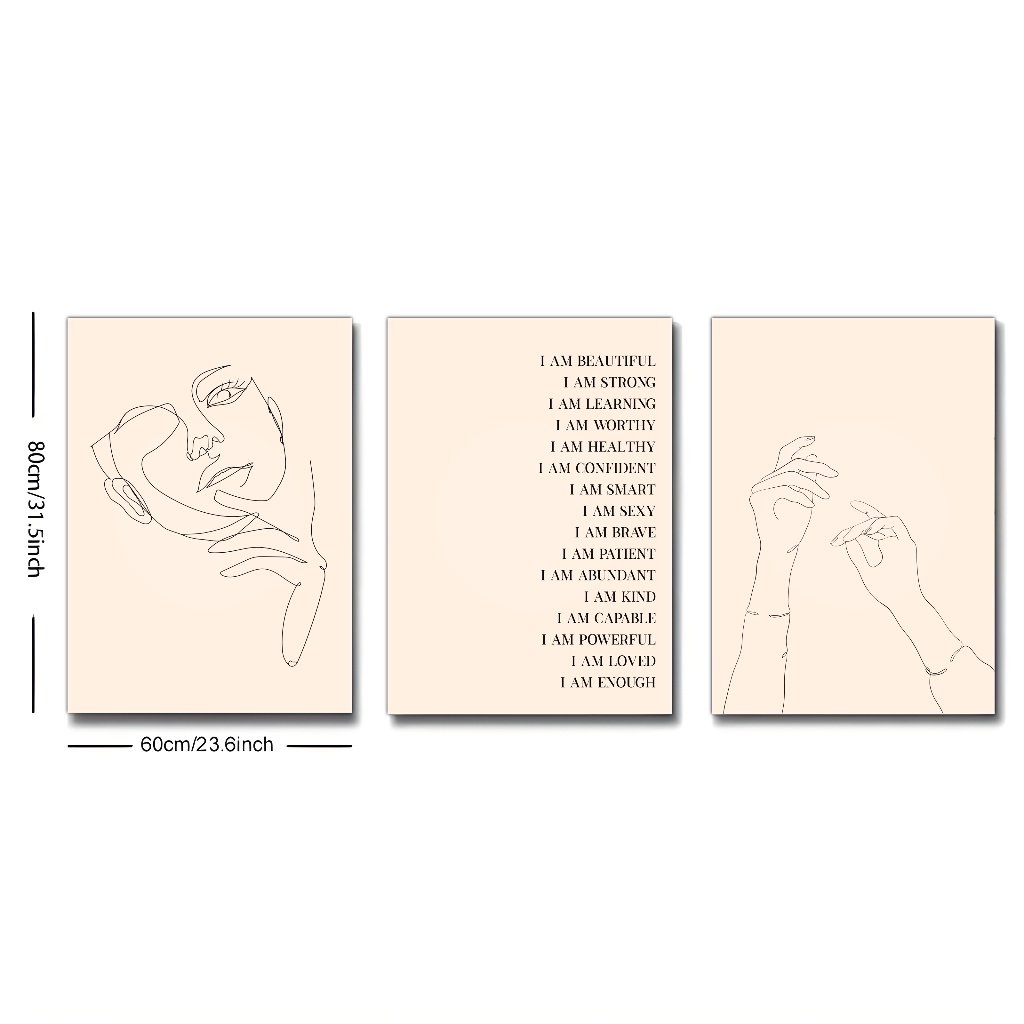 80cm/31.5inch
I AM BEAUTIFUL
I AM STRONG
I AM LEARNING
I AM WORTHY
I AM HEALTHY
I AM CONFIDENT
I AM SMART
I AM SEXY
I AM BRAVE
I AM PATIENT
I AM ABUNDANT
I AM KIND
I AM CAPABLE
I AM POWERFUL
I AM LOVED
I AM ENOUGH
60cm/23.6inch